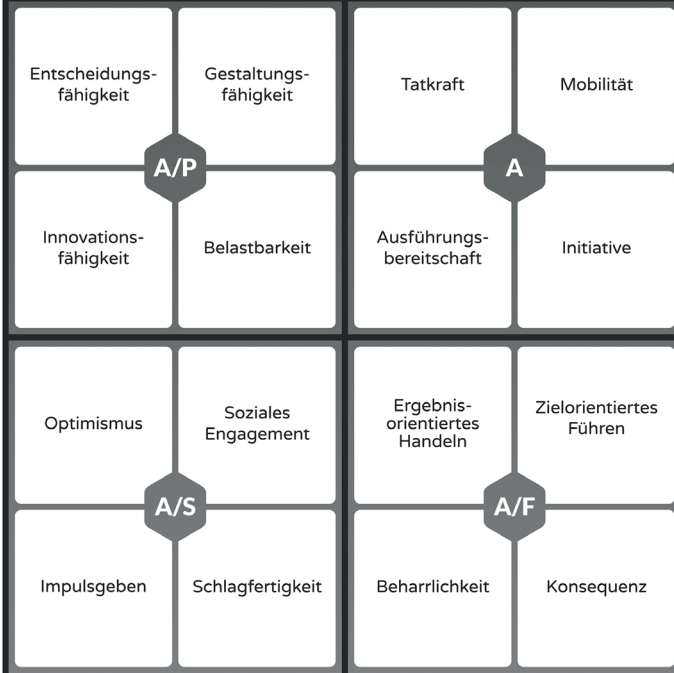 Entscheidungs-
fähigkeit
Gestaltungs-
fähigkeit
A/P
Innovations-
fähigkeit
Belastbarkeit
Tatkraft
Mobilität
A
Ausführungs-
bereitschaft
Initiative
Optimismus
Soziales
Engagement
A/S
Impulsgeben
Schlagfertigkeit
Ergebnis-
orientiertes
Handeln
Zielorientiertes
Führen
A/F
Beharrlichkeit
Konsequenz